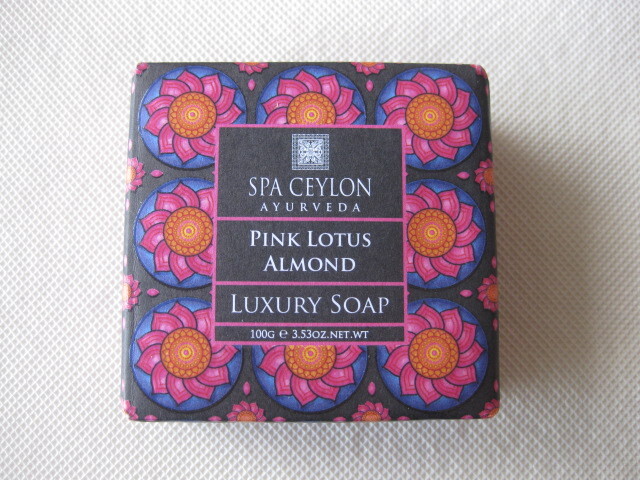 SPA CEYLON
AYURVEDA
PINK LOTUS
ALMOND
LUXURY SOAP
100G ℮ 3.53OZ.NET.WT